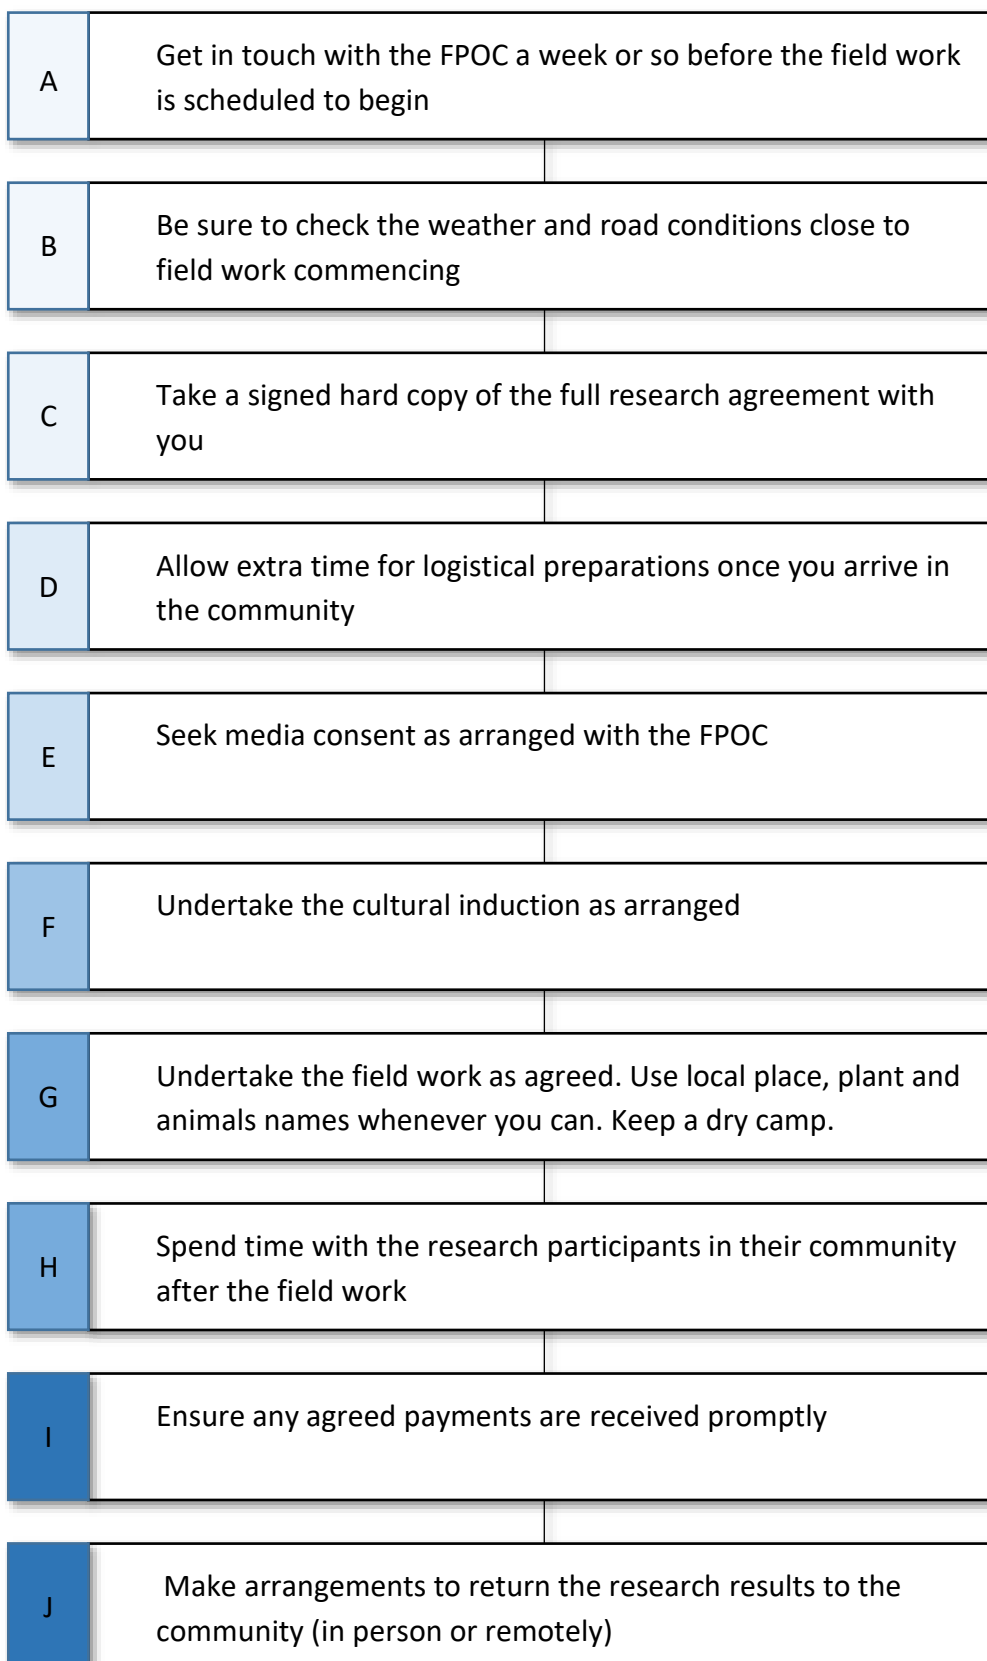 A
Get in touch with the FPOC a week or so before the field work
is scheduled to begin
B
Be sure to check the weather and road conditions close to
field work commencing
C
Take a signed hard copy of the full research agreement with
you
D
Allow extra time for logistical preparations once you arrive in
the community
E
Seek media consent as arranged with the FPOC
F
Undertake the cultural induction as arranged
G
Undertake the field work as agreed. Use local place, plant and
animals names whenever you can. Keep a dry camp.
H
Spend time with the research participants in their community
after the field work
I
Ensure any agreed payments are received promptly
J
Make arrangements to return the research results to the
community (in person or remotely)